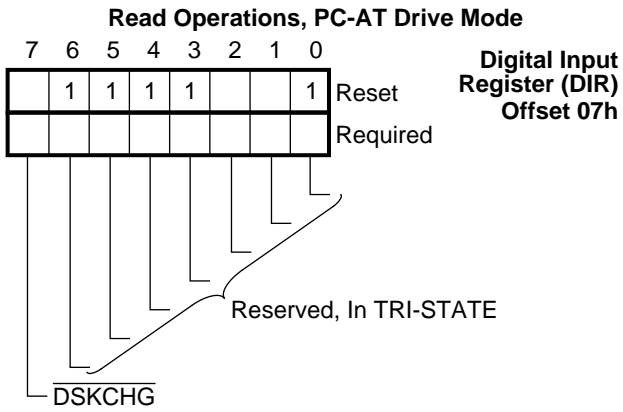 Read Operations, PC-AT Drive Mode
7 6 5 4 3 2 1 0
Digital Input
Register (DIR)
Offset 07h
1 1 1 1 1 Reset
Required
Reserved, In TRI-STATE
DSKCHG